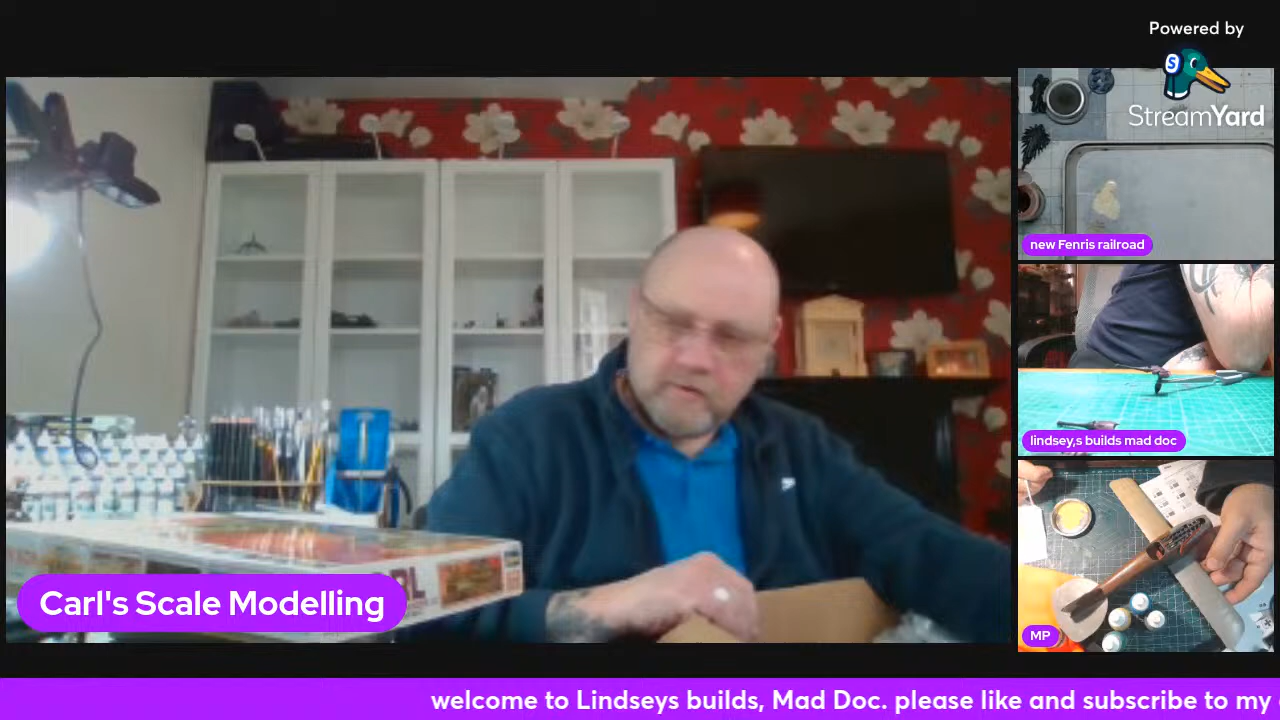 Powered by
StreamYard
new Fenris railroad
lindsey,s builds mad doc
Carl's Scale Modelling
MP
welcome to Lindseys builds, Mad Doc. please like and subscribe to my